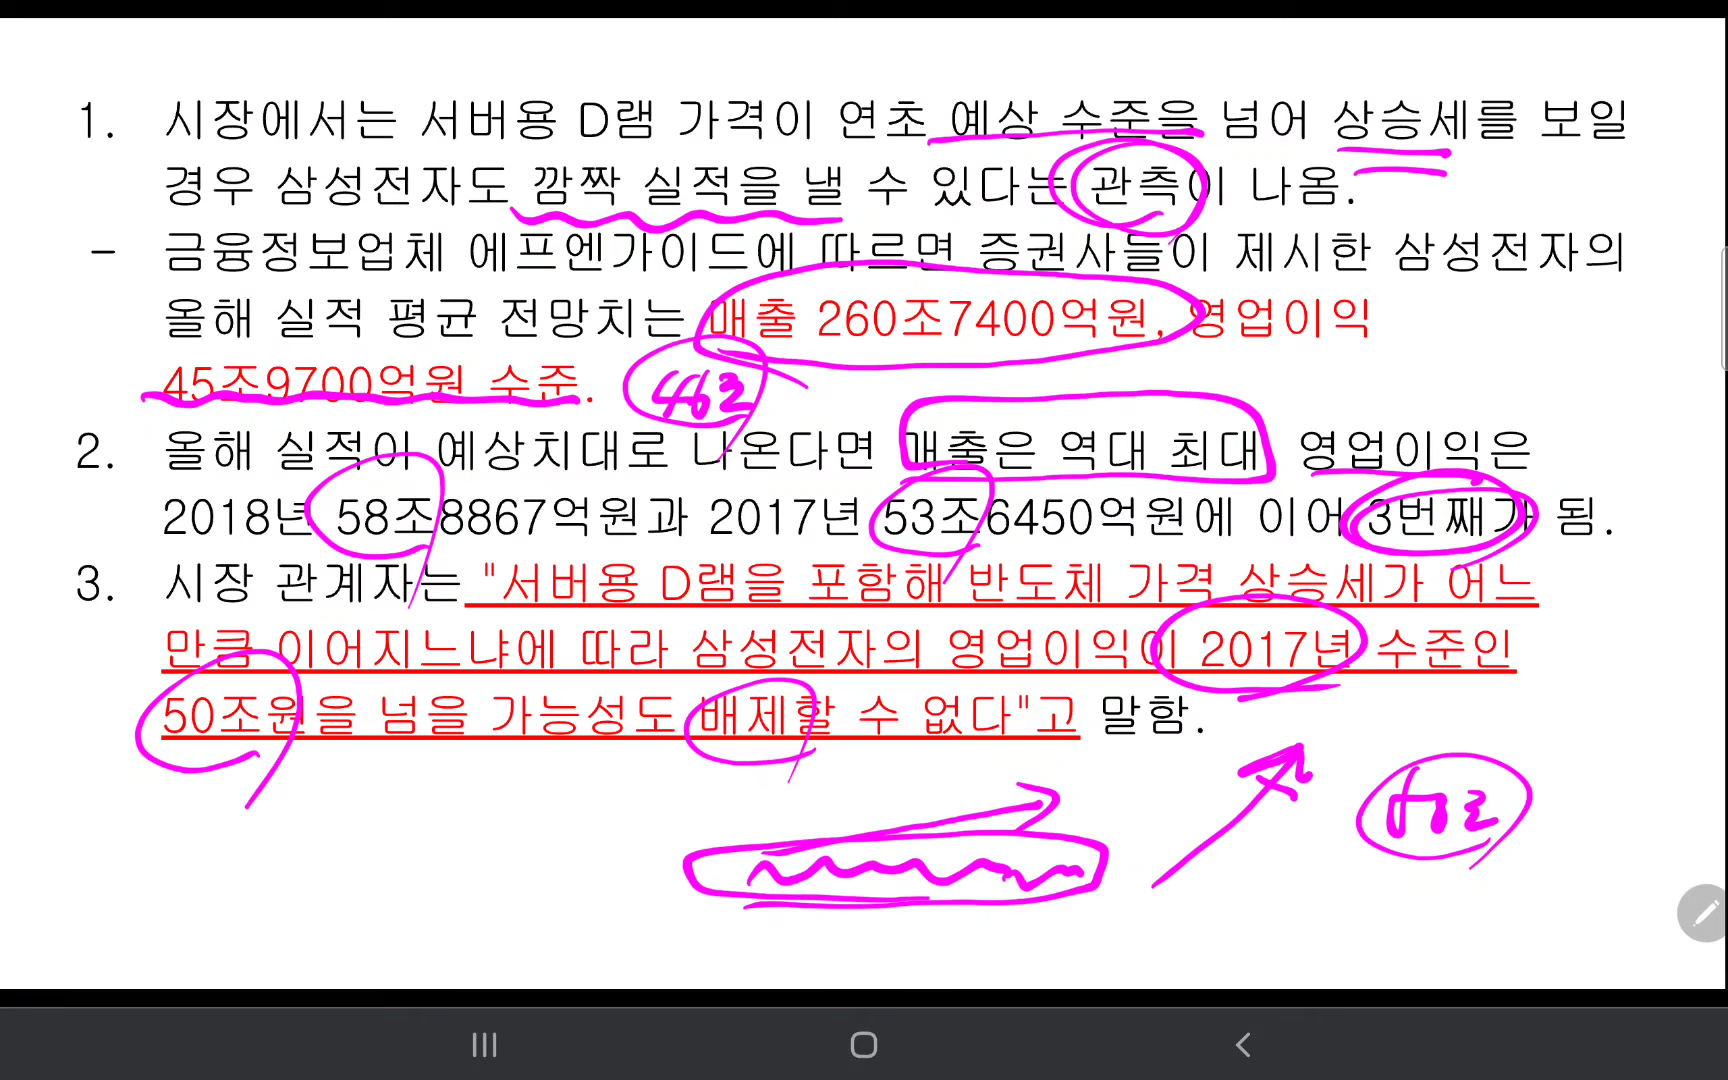 1. 시장에서는 서버용 D램 가격이 연초 예상 수준을 넘어 상승세를 보일
경우 삼성전자도 깜짝 실적을 낼 수 있다는 관측이 나옴.
- 금융정보업체 에프엔가이드에 따르면 증권사들이 제시한 삼성전자의
올해 실적 평균 전망치는 매출 260조7400억원, 영업이익
45조9700억원 수준. 46조
2. 올해 실적이 예상치대로 나온다면 매출은 역대 최대 영업이익은
2018년 58조8867억원과 2017년 53조6450억원에 이어 3번째가 됨.
3. 시장 관계자는 "서버용 D램을 포함해 반도체 가격 상승세가 어느
만큼 이어지느냐에 따라 삼성전자의 영업이익이 2017년 수준인
50조원을 넘을 가능성도 배제할 수 없다"고 말함.